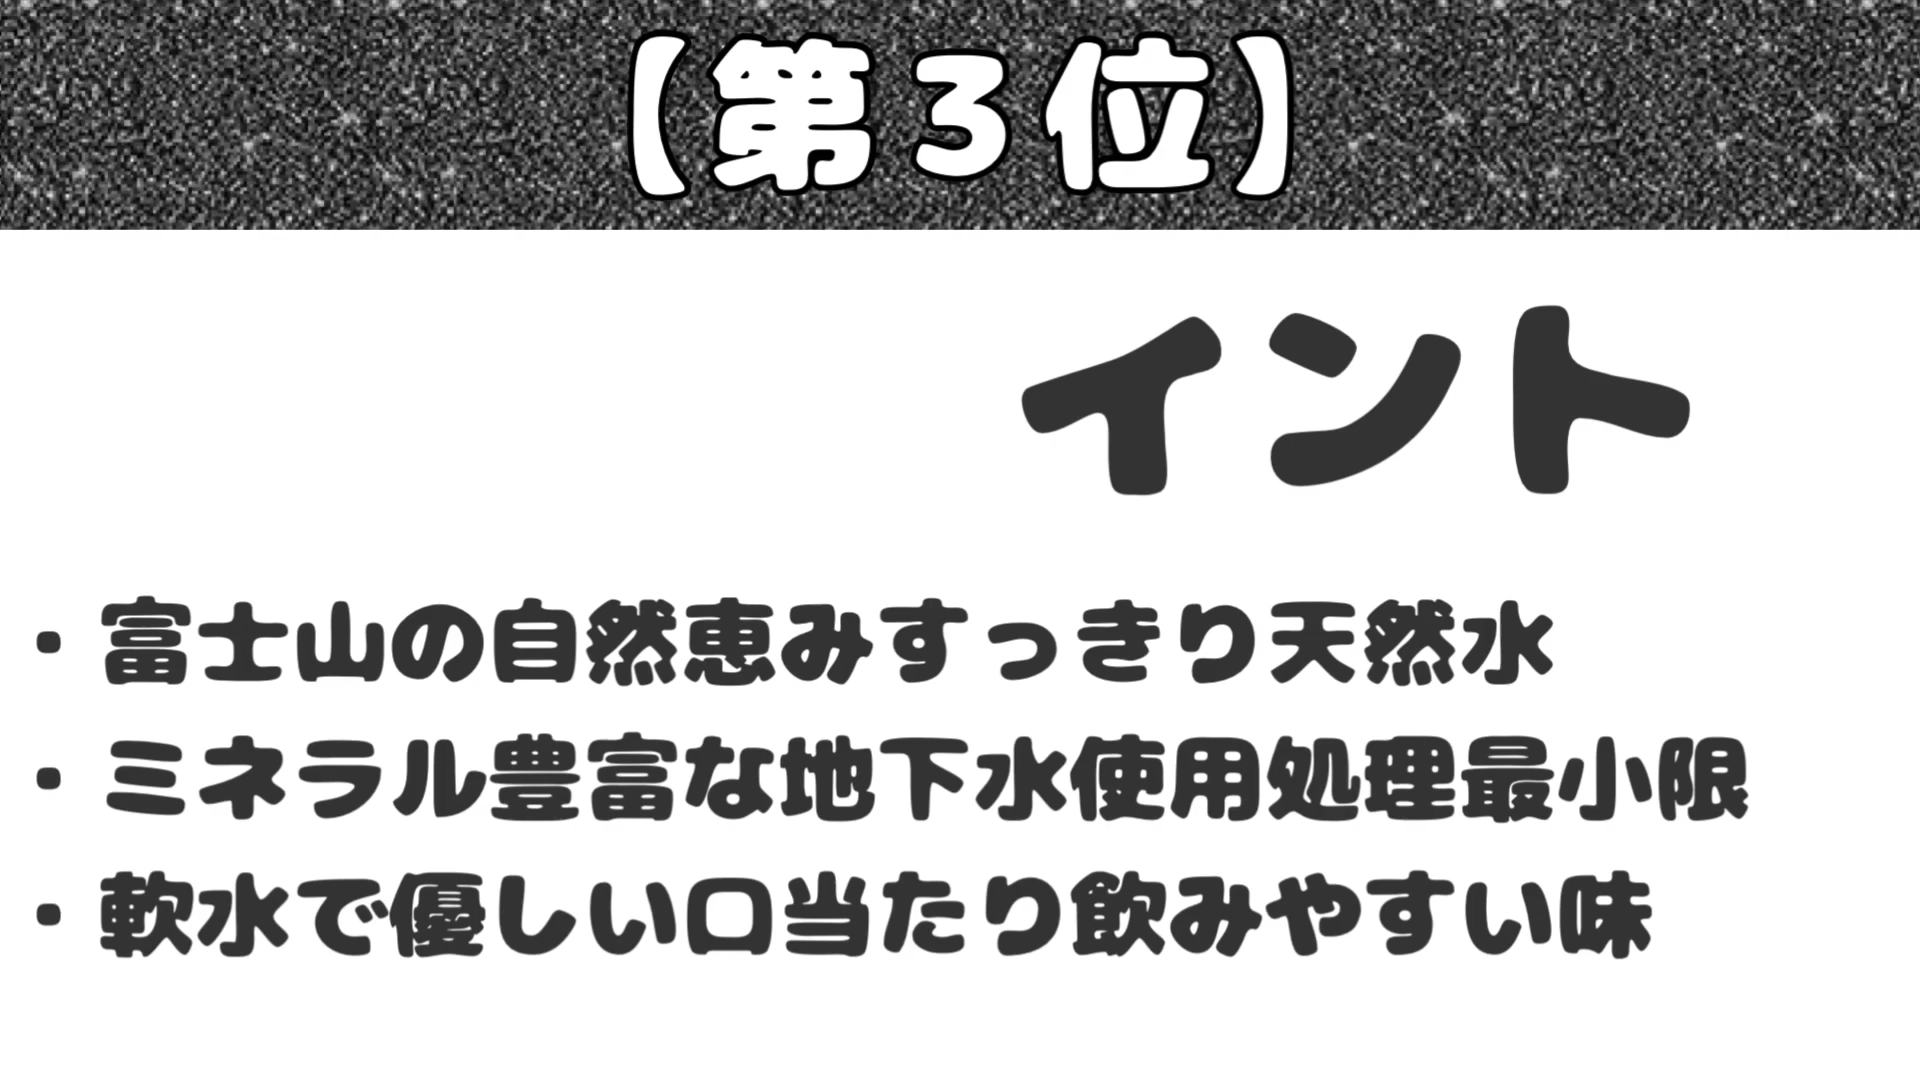 【第３位】
イント
・富士山の自然恵みすっきり天然水
・ミネラル豊富な地下水使用処理最小限
・軟水で優しい口当たり飲みやすい味